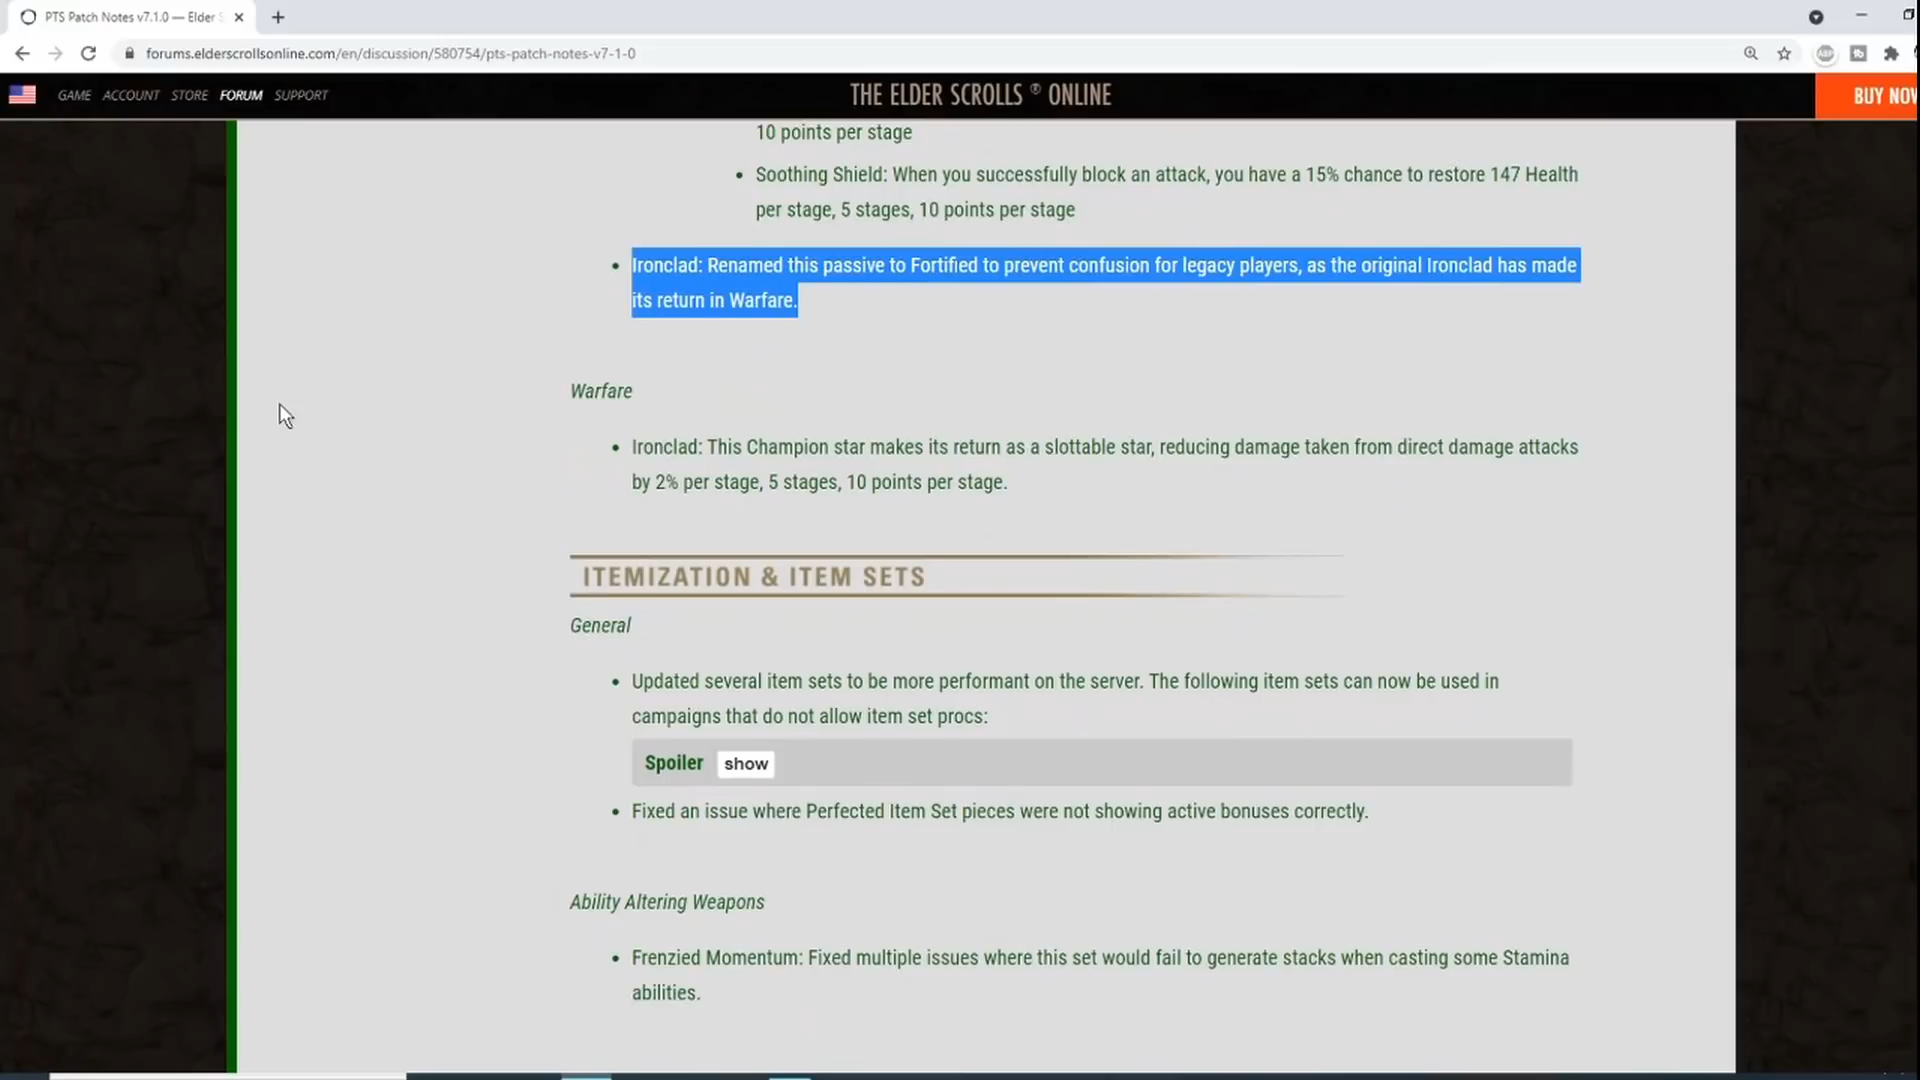 PTS Patch Notes v7.1.0 — Elder S
forums.elderscrollsonline.com/en/discussion/580754/pts-patch-notes-v7-1-0
ABP
GAME ACCOUNT STORE FORUM SUPPORT
THE ELDER SCROLLS ® ONLINE
BUY NOW
10 points per stage
• Soothing Shield: When you successfully block an attack, you have a 15% chance to restore 147 Health
per stage, 5 stages, 10 points per stage
• Ironclad: Renamed this passive to Fortified to prevent confusion for legacy players, as the original Ironclad has made
its return in Warfare.
Warfare
• Ironclad: This Champion star makes its return as a slottable star, reducing damage taken from direct damage attacks
by 2% per stage, 5 stages, 10 points per stage.
ITEMIZATION & ITEM SETS
General
• Updated several item sets to be more performant on the server. The following item sets can now be used in
campaigns that do not allow item set procs:
Spoiler show
• Fixed an issue where Perfected Item Set pieces were not showing active bonuses correctly.
Ability Altering Weapons
• Frenzied Momentum: Fixed multiple issues where this set would fail to generate stacks when casting some Stamina
abilities.